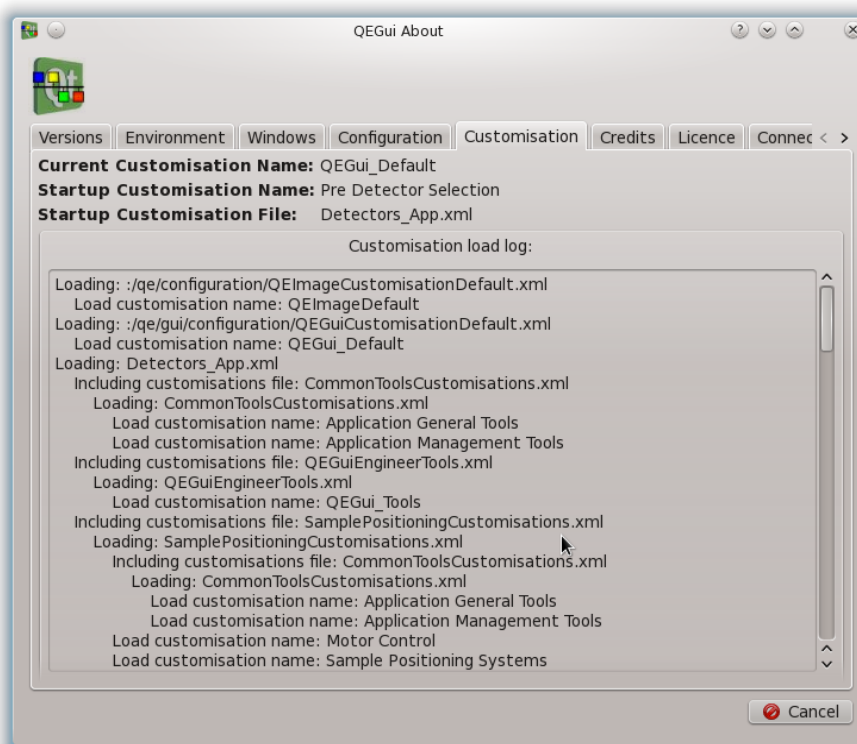 QEGui About
Qt
Versions Environment Windows Configuration Customisation Credits Licence Connec < >
Current Customisation Name: QEGui_Default
Startup Customisation Name: Pre Detector Selection
Startup Customisation File: Detectors_App.xml
Customisation load log:
Loading: :/qe/configuration/QEImageCustomisationDefault.xml
Load customisation name: QEImageDefault
Loading: :/qe/gui/configuration/QEGuiCustomisationDefault.xml
Load customisation name: QEGui_Default
Loading: Detectors_App.xml
Including customisations file: CommonToolsCustomisations.xml
Loading: CommonToolsCustomisations.xml
Load customisation name: Application General Tools
Load customisation name: Application Management Tools
Including customisations file: QEGuiEngineerTools.xml
Loading: QEGuiEngineerTools.xml
Load customisation name: QEGui_Tools
Including customisations file: SamplePositioningCustomisations.xml
Loading: SamplePositioningCustomisations.xml
Including customisations file: CommonToolsCustomisations.xml
Loading: CommonToolsCustomisations.xml
Load customisation name: Application General Tools
Load customisation name: Application Management Tools
Load customisation name: Motor Control
Load customisation name: Sample Positioning Systems
Cancel